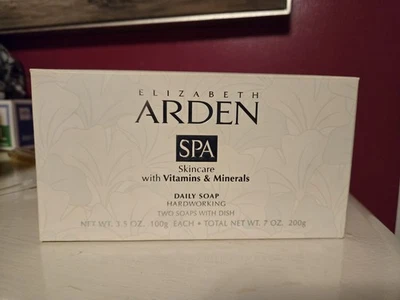 ELIZABETH
ARDEN
SPA
Skincare
with Vitamins & Minerals
DAILY SOAP
HARDWORKING
TWO SOAPS WITH DISH
NET WT. 3.5 OZ. 100g EACH • TOTAL NET WT. 7 OZ. 200g